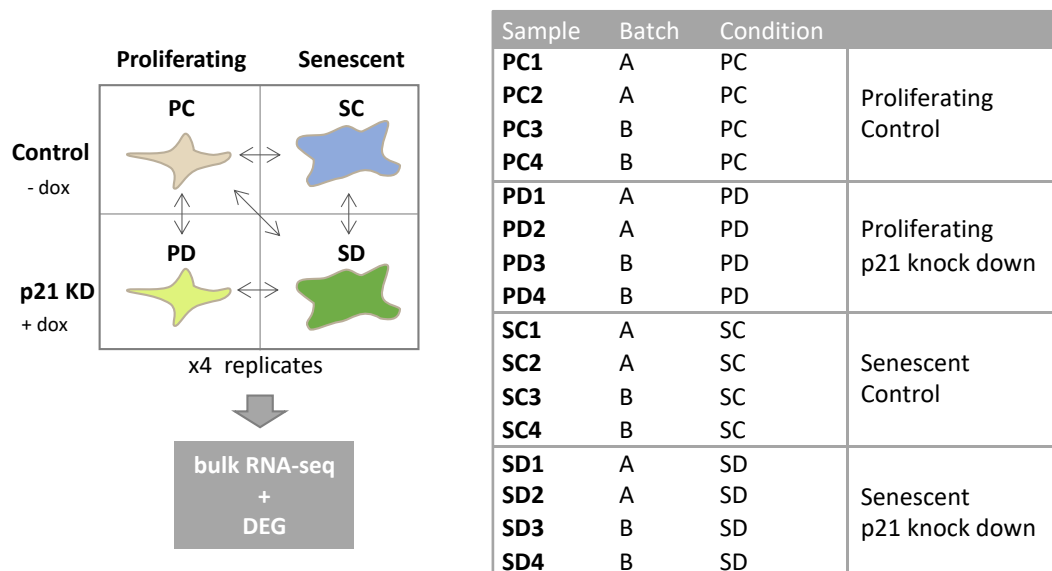 Proliferating Senescent
PC SC
Control
- dox
PD SD
p21 KD
+ dox
x4 replicates
bulk RNA-seq
+
DEG
Sample Batch Condition
PC1 A PC
PC2 A PC
PC3 B PC
PC4 B PC
Proliferating
Control
PD1 A PD
PD2 A PD
PD3 B PD
PD4 B PD
Proliferating
p21 knock down
SC1 A SC
SC2 A SC
SC3 B SC
SC4 B SC
Senescent
Control
SD1 A SD
SD2 A SD
SD3 B SD
SD4 B SD
Senescent
p21 knock down